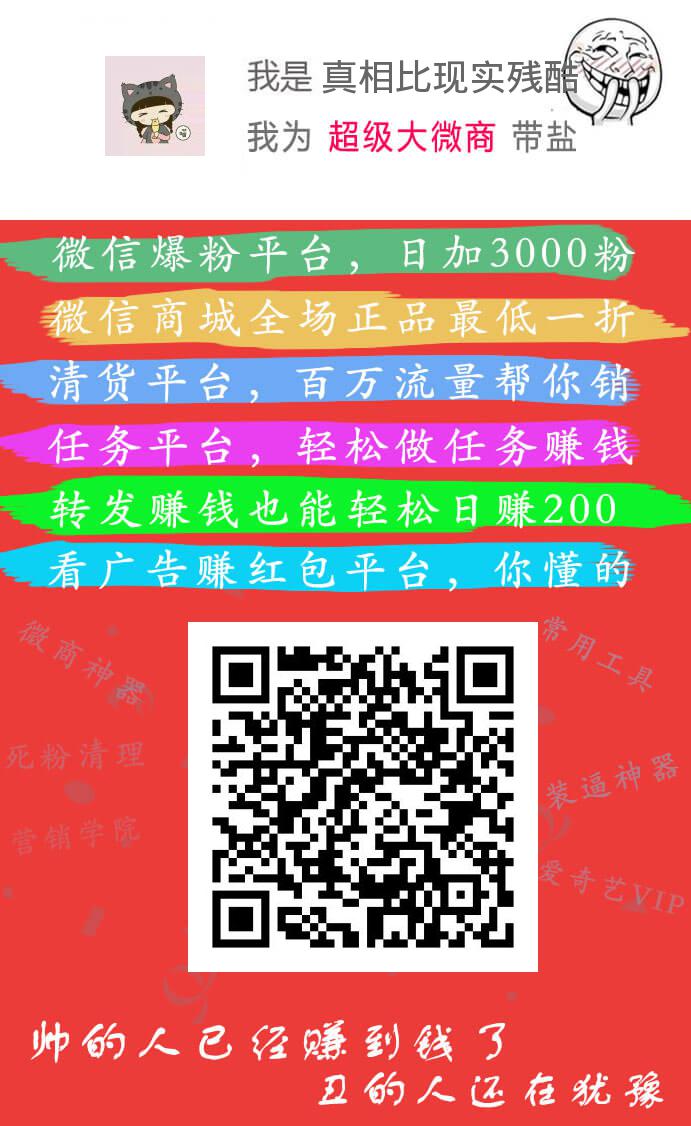 我是 真相比现实残酷
我为 超级大微商 带盐
微信爆粉平台，日加3000粉
微信商城全场正品最低一折
清货平台，百万流量帮你销
任务平台，轻松做任务赚钱
转发赚钱也能轻松日赚200
看广告赚红包平台，你懂的
微商神器
常用工具
死粉清理
装逼神器
营销学院
爱奇艺VIP
帅的人已经赚到钱了
丑的人还在犹豫